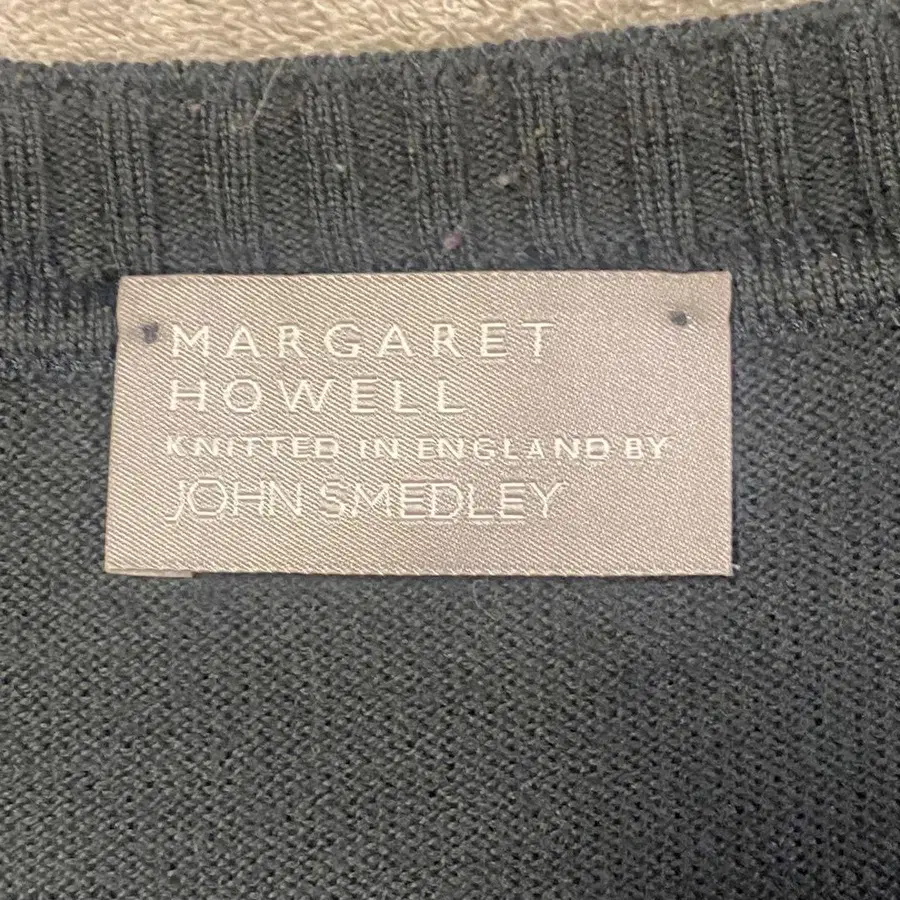 MARGARET
HOWELL
KNITTED IN ENGLAND BY
JOHN SMEDLEY